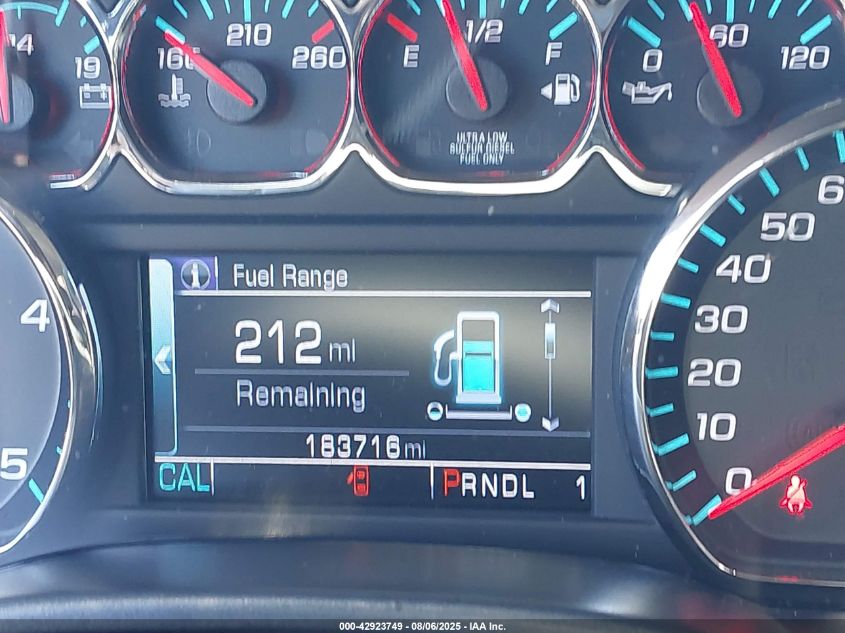 14
19
160
210
260
E
1/2
F
ULTRA LOW
SULFUR DIESEL
FUEL ONLY
0
60
120
4
5
Fuel Range
212 mi
Remaining
163716 mi
CAL
PRNDL 1
50
40
30
20
10
0
000-42923749 - 08/06/2025 - IAA Inc.